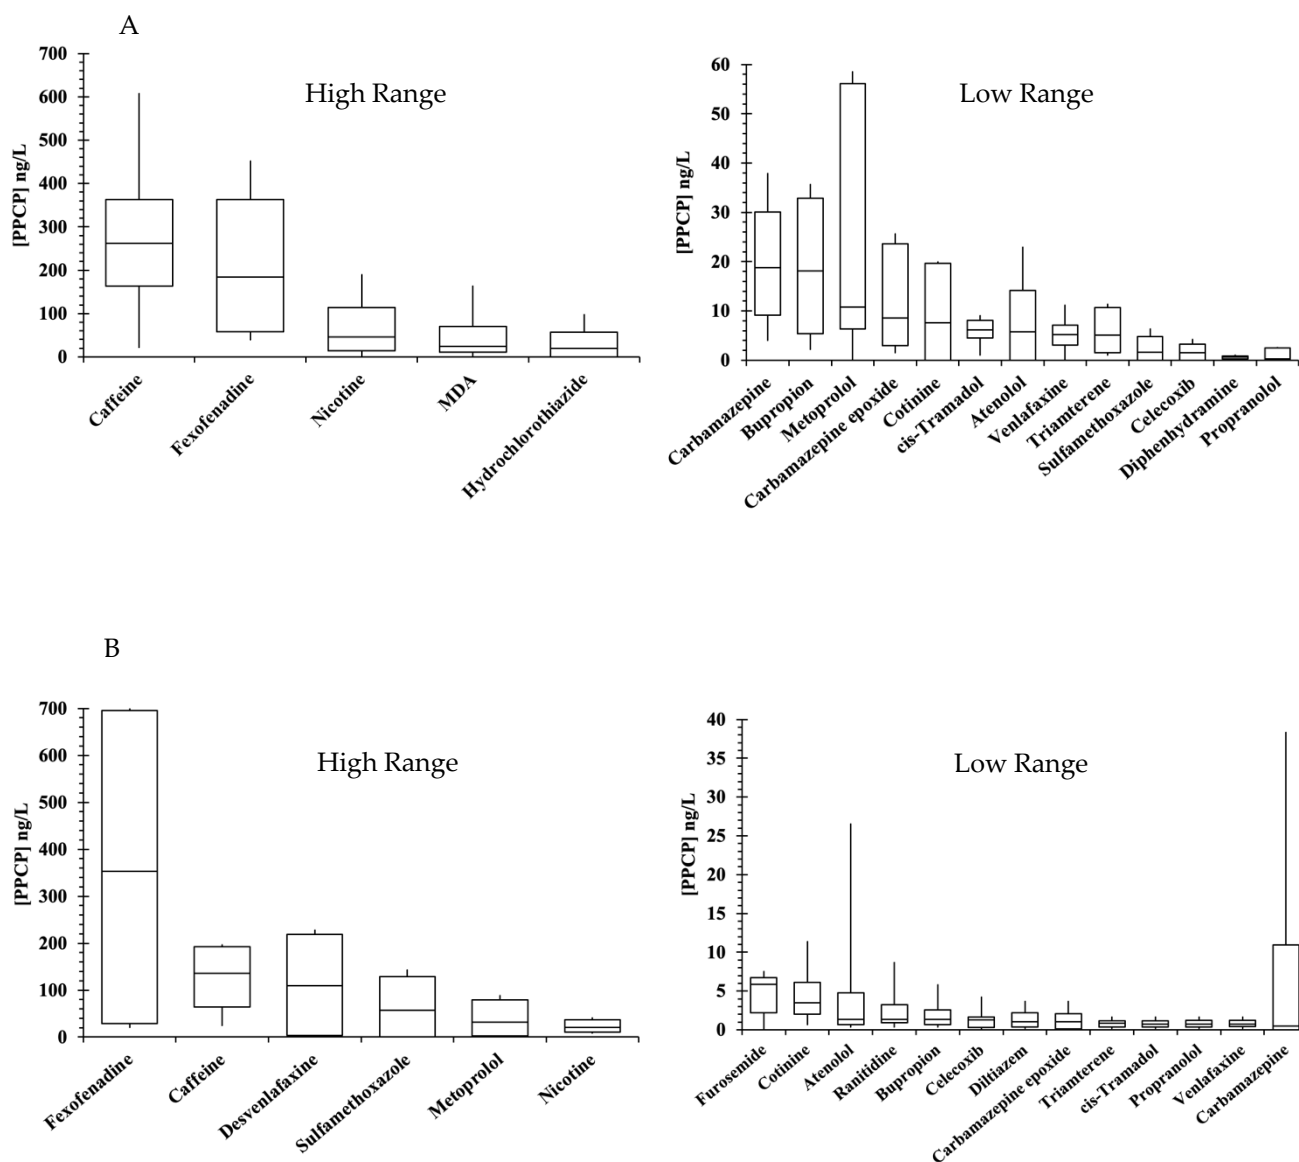 A
700
600
500
400
300
200
100
0
[PPCP] ng/L
High Range
Caffeine
Fexofenadine
Nicotine
MDA
Hydrochlorothiazide
60
50
40
30
20
10
0
[PPCP] ng/L
Low Range
Carbamazepine
Bupropion
Metoprolol
Carbamazepine epoxide
Cotinine
cis-Tramadol
Atenolol
Venlafaxine
Triamterene
Sulfamethoxazole
Celecoxib
Diphenhydramine
Propranolol
B
700
600
500
400
300
200
100
0
[PPCP] ng/L
High Range
Fexofenadine
Caffeine
Desvenlafaxine
Sulfamethoxazole
Metoprolol
Nicotine
40
35
30
25
20
15
10
5
0
[PPCP] ng/L
Low Range
Furosemide
Cotinine
Atenolol
Ranitidine
Bupropion
Celecoxib
Diltiazem
Carbamazepine epoxide
Triamterene
cis-Tramadol
Propranolol
Venlafaxine
Carbamazepine